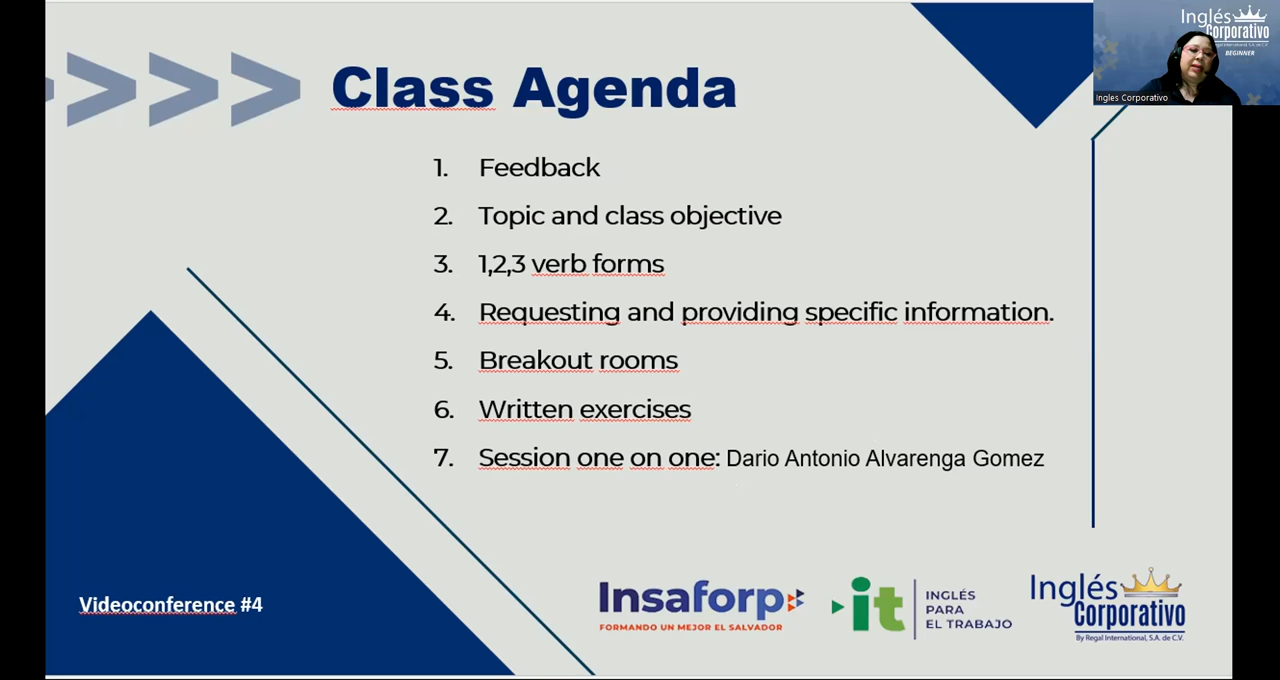 Class Agenda
1. Feedback
2. Topic and class objective
3. 1,2,3 verb forms
4. Requesting and providing specific information.
5. Breakout rooms
6. Written exercises
7. Session one on one: Dario Antonio Alvarenga Gomez
Videoconference #4
Insaforp
FORMANDO UN MEJOR EL SALVADOR
it
INGLÉS
PARA
EL TRABAJO
Inglés
Corporativo
By Regal International, S.A. de C.V.
Inglés
Corporativo
BEGINNER
Ingles Corporativo